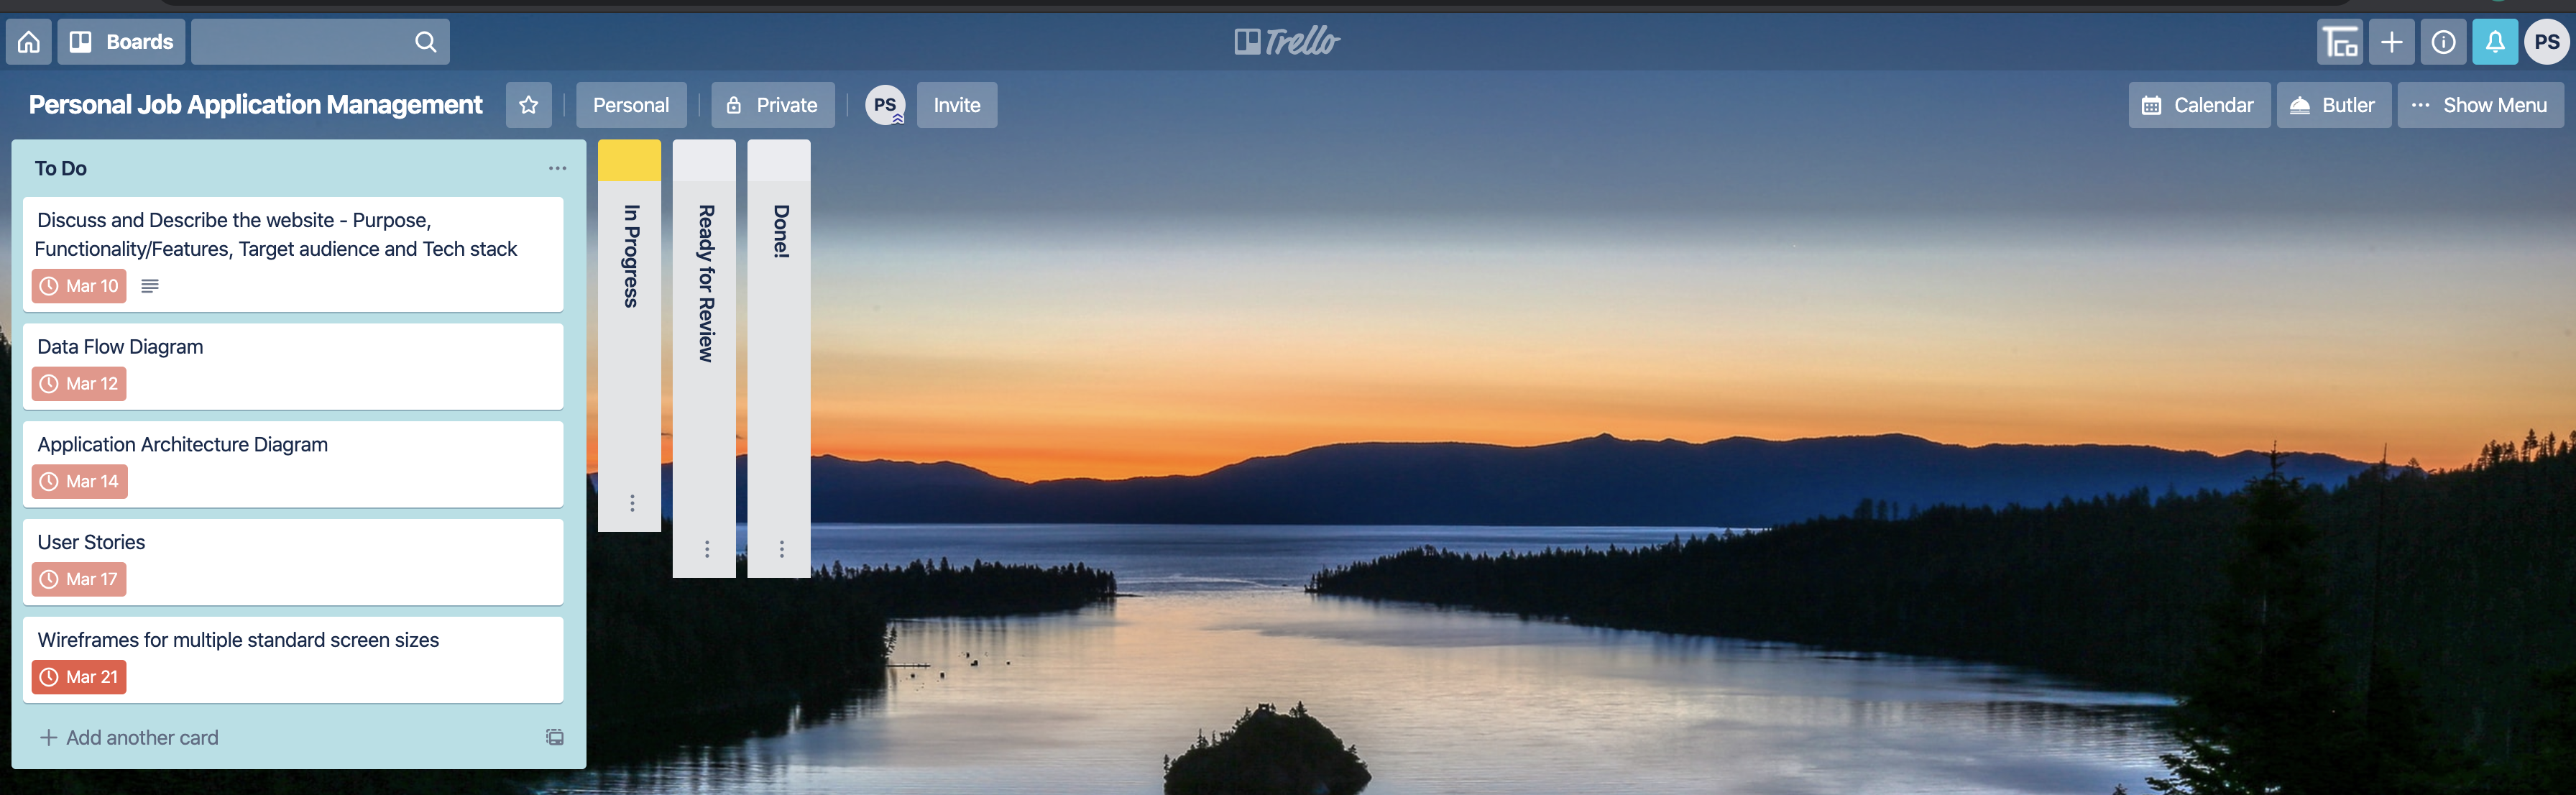 Boards
Trello
PS
Personal Job Application Management
Personal
Private
PS
Invite
Calendar
Butler
Show Menu
To Do
Discuss and Describe the website - Purpose,
Functionality/Features, Target audience and Tech stack
Mar 10
Data Flow Diagram
Mar 12
Application Architecture Diagram
Mar 14
User Stories
Mar 17
Wireframes for multiple standard screen sizes
Mar 21
Add another card
In Progress
Ready for Review
Done!